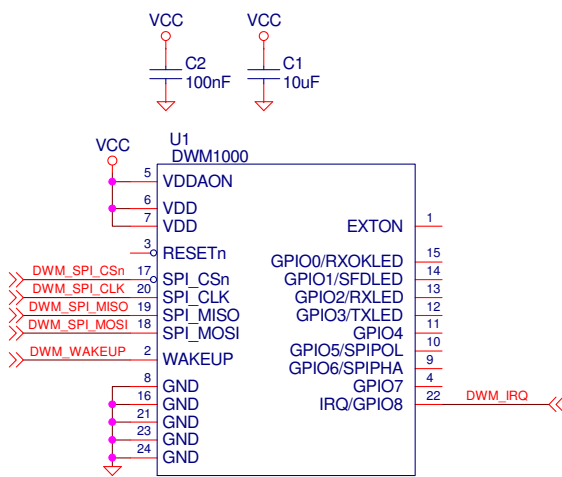 VCC VCC
C2 C1
100nF 10uF
U1
DWM1000
VCC
5 VDDAON
6 VDD
7 VDD EXTON 1
3 RESETn
GPIO0/RXOKLED 15
DWM_SPI_CSn 17 SPI_CSn GPIO1/SFDLED 14
DWM_SPI_CLK 20 SPI_CLK GPIO2/RXLED 13
DWM_SPI_MISO 19 SPI_MISO GPIO3/TXLED 12
DWM_SPI_MOSI 18 SPI_MOSI GPIO4 11
GPIO5/SPIPOL 10
DWM_WAKEUP 2 WAKEUP GPIO6/SPIPHA 9
8 GND GPIO7 4
16 GND IRQ/GPIO8 22 DWM_IRQ
21 GND
23 GND
24 GND